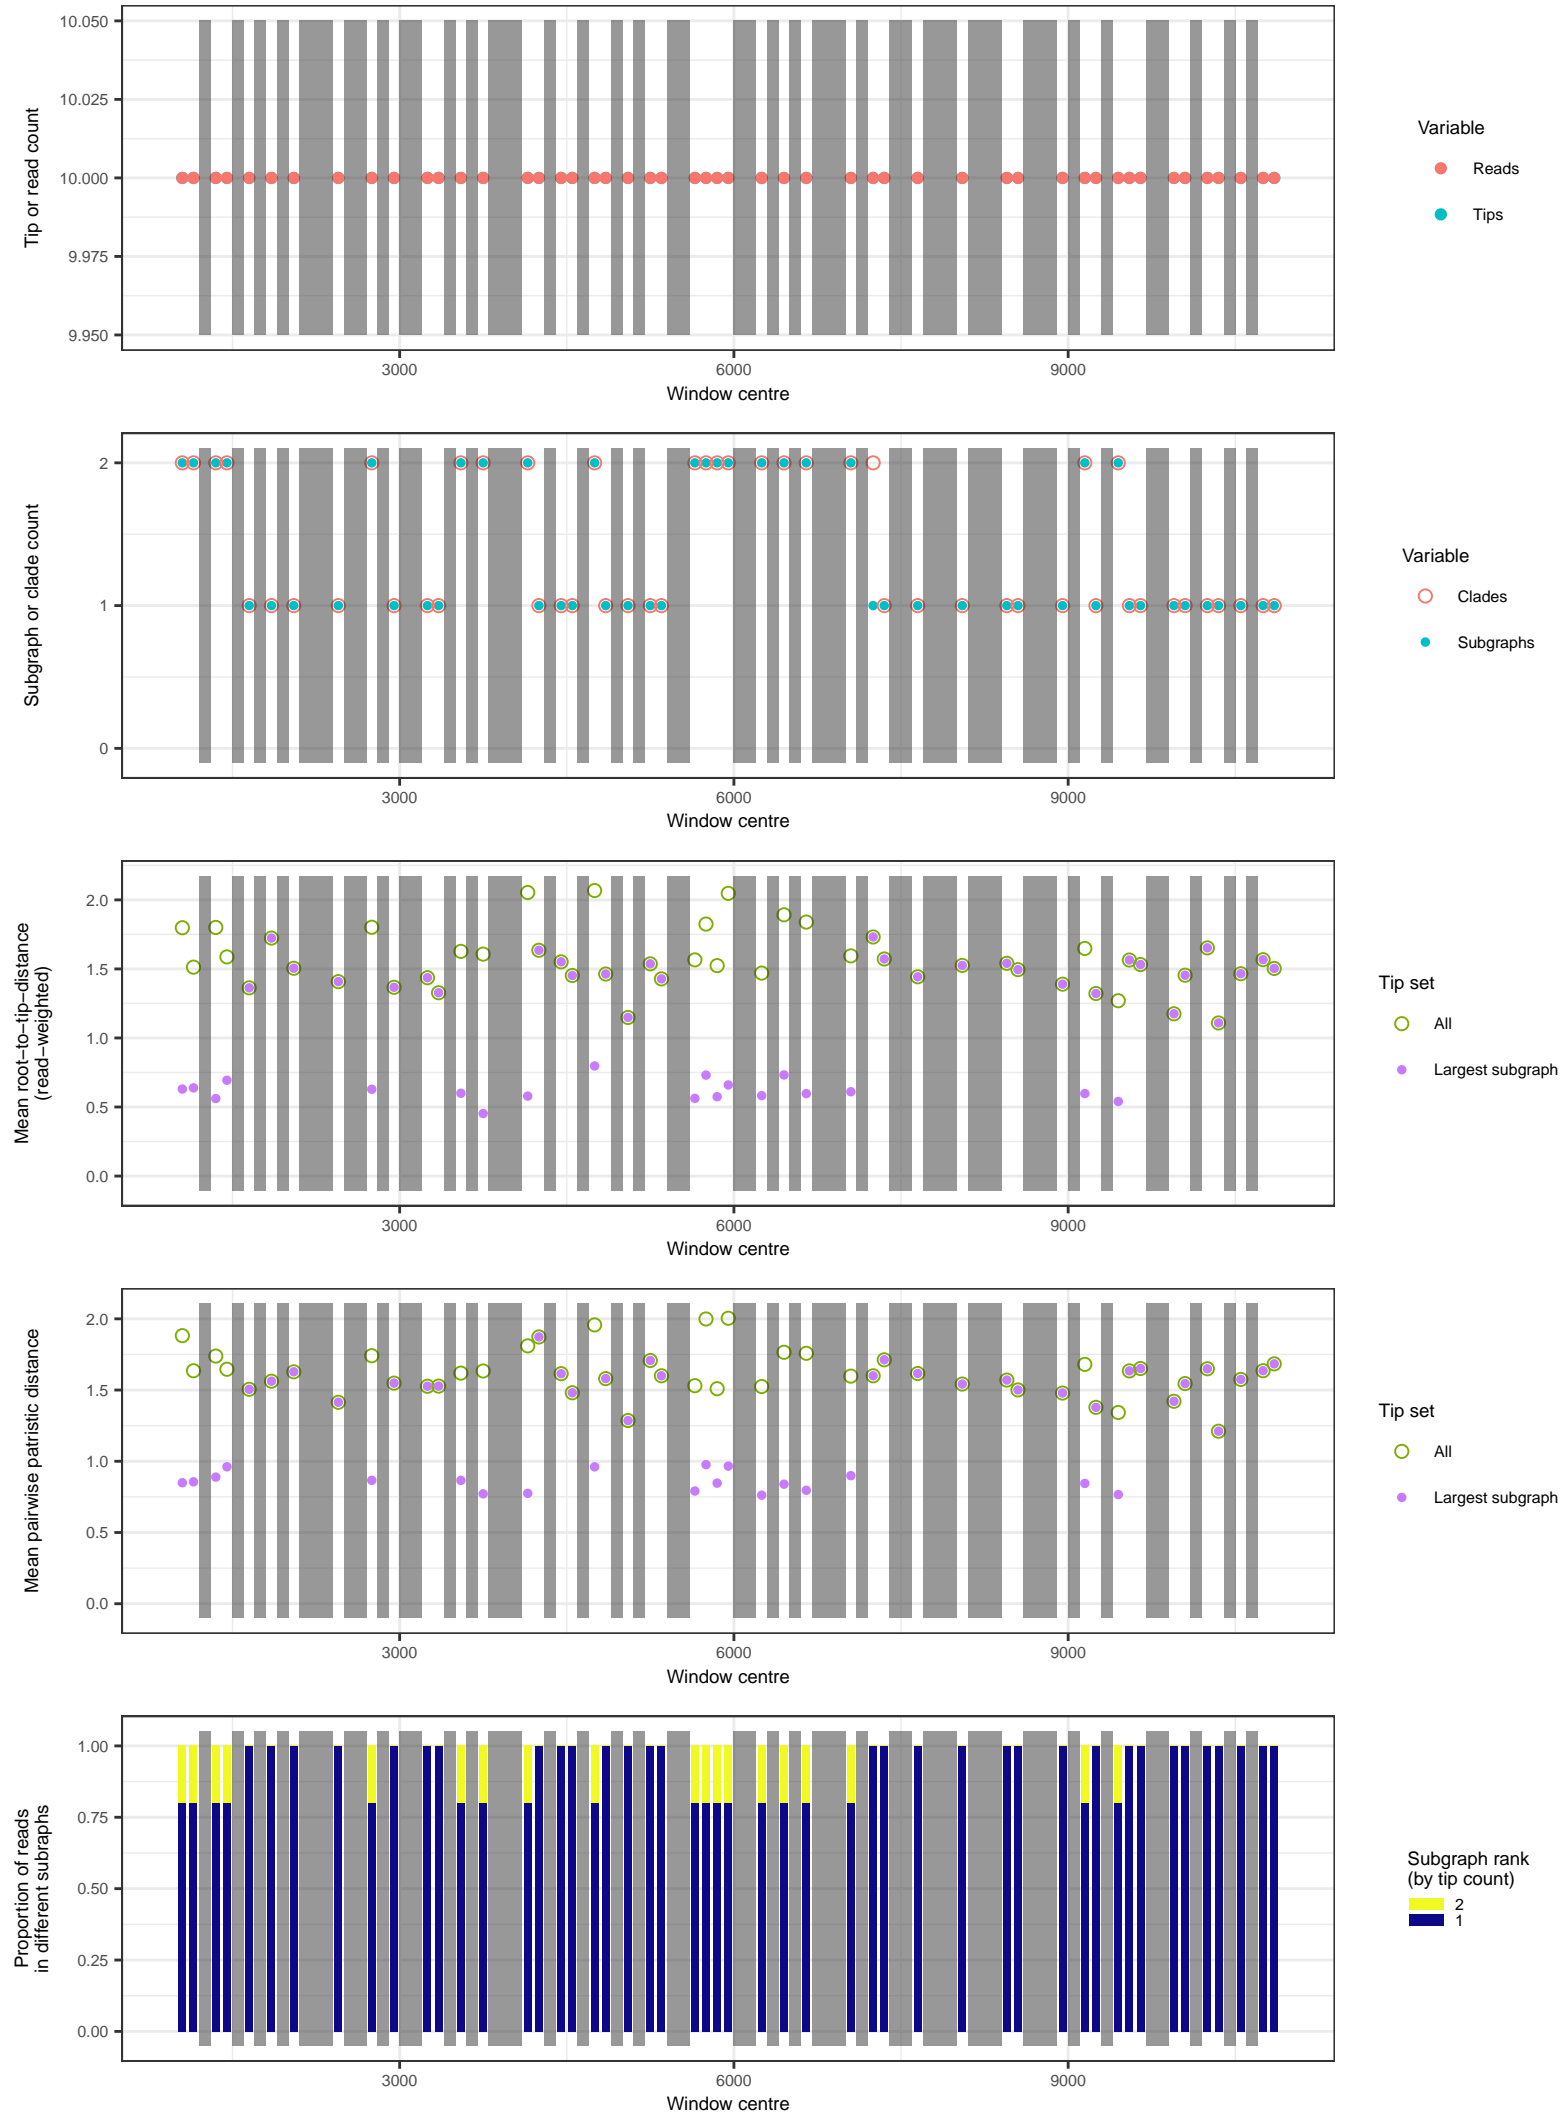 10.050
10.025
10.000
9.975
9.950
Tip or read count
3000
6000
9000
Window centre
Variable
Reads
Tips
2
1
0
Subgraph or clade count
3000
6000
9000
Window centre
Variable
Clades
Subgraphs
2.0
1.5
1.0
0.5
0.0
Mean root−to−tip−distance
(read−weighted)
3000
6000
9000
Window centre
Tip set
All
Largest subgraph
2.0
1.5
1.0
0.5
0.0
Mean pairwise patristic distance
3000
6000
9000
Window centre
Tip set
All
Largest subgraph
1.00
0.75
0.50
0.25
0.00
Proportion of reads
in different subraphs
3000
6000
9000
Window centre
Subgraph rank
(by tip count)
2
1